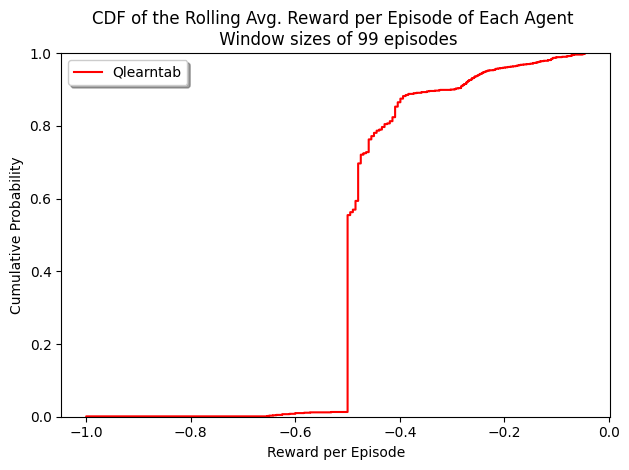 CDF of the Rolling Avg. Reward per Episode of Each Agent
Window sizes of 99 episodes
Qlearntab
1.0
0.8
0.6
0.4
0.2
0.0
Cumulative Probability
−1.0 −0.8 −0.6 −0.4 −0.2 0.0
Reward per Episode